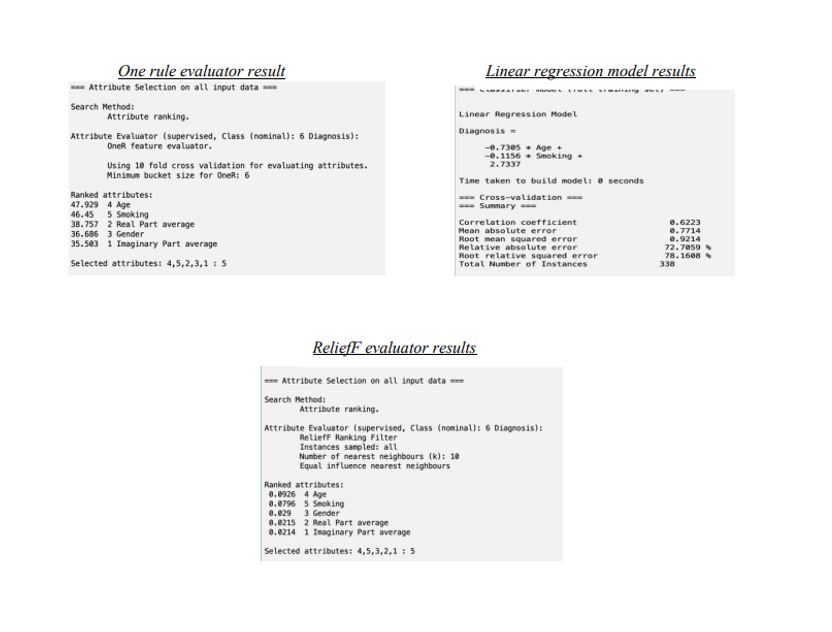 One rule evaluator result
=== Attribute Selection on all input data ===
Search Method:
Attribute ranking.
Attribute Evaluator (supervised, Class (nominal): 6 Diagnosis):
OneR feature evaluator.
Using 10 fold cross validation for evaluating attributes.
Minimum bucket size for OneR: 6
Ranked attributes:
47.929 4 Age
46.45 5 Smoking
38.757 2 Real Part average
36.686 3 Gender
35.503 1 Imaginary Part average
Selected attributes: 4,5,2,3,1 : 5
Linear regression model results
=== Classifier model (full training set) ===
Linear Regression Model
Diagnosis =
-0.7305 * Age +
-0.1156 * Smoking +
2.7337
Time taken to build model: 0 seconds
=== Cross-validation ===
=== Summary ===
Correlation coefficient 0.6223
Mean absolute error 0.7714
Root mean squared error 0.9214
Relative absolute error 72.7059 %
Root relative squared error 78.1608 %
Total Number of Instances 338
ReliefF evaluator results
=== Attribute Selection on all input data ===
Search Method:
Attribute ranking.
Attribute Evaluator (supervised, Class (nominal): 6 Diagnosis):
ReliefF Ranking Filter
Instances sampled: all
Number of nearest neighbours (k): 10
Equal influence nearest neighbours
Ranked attributes:
0.0926 4 Age
0.0796 5 Smoking
0.029 3 Gender
0.0215 2 Real Part average
0.0214 1 Imaginary Part average
Selected attributes: 4,5,3,2,1 : 5